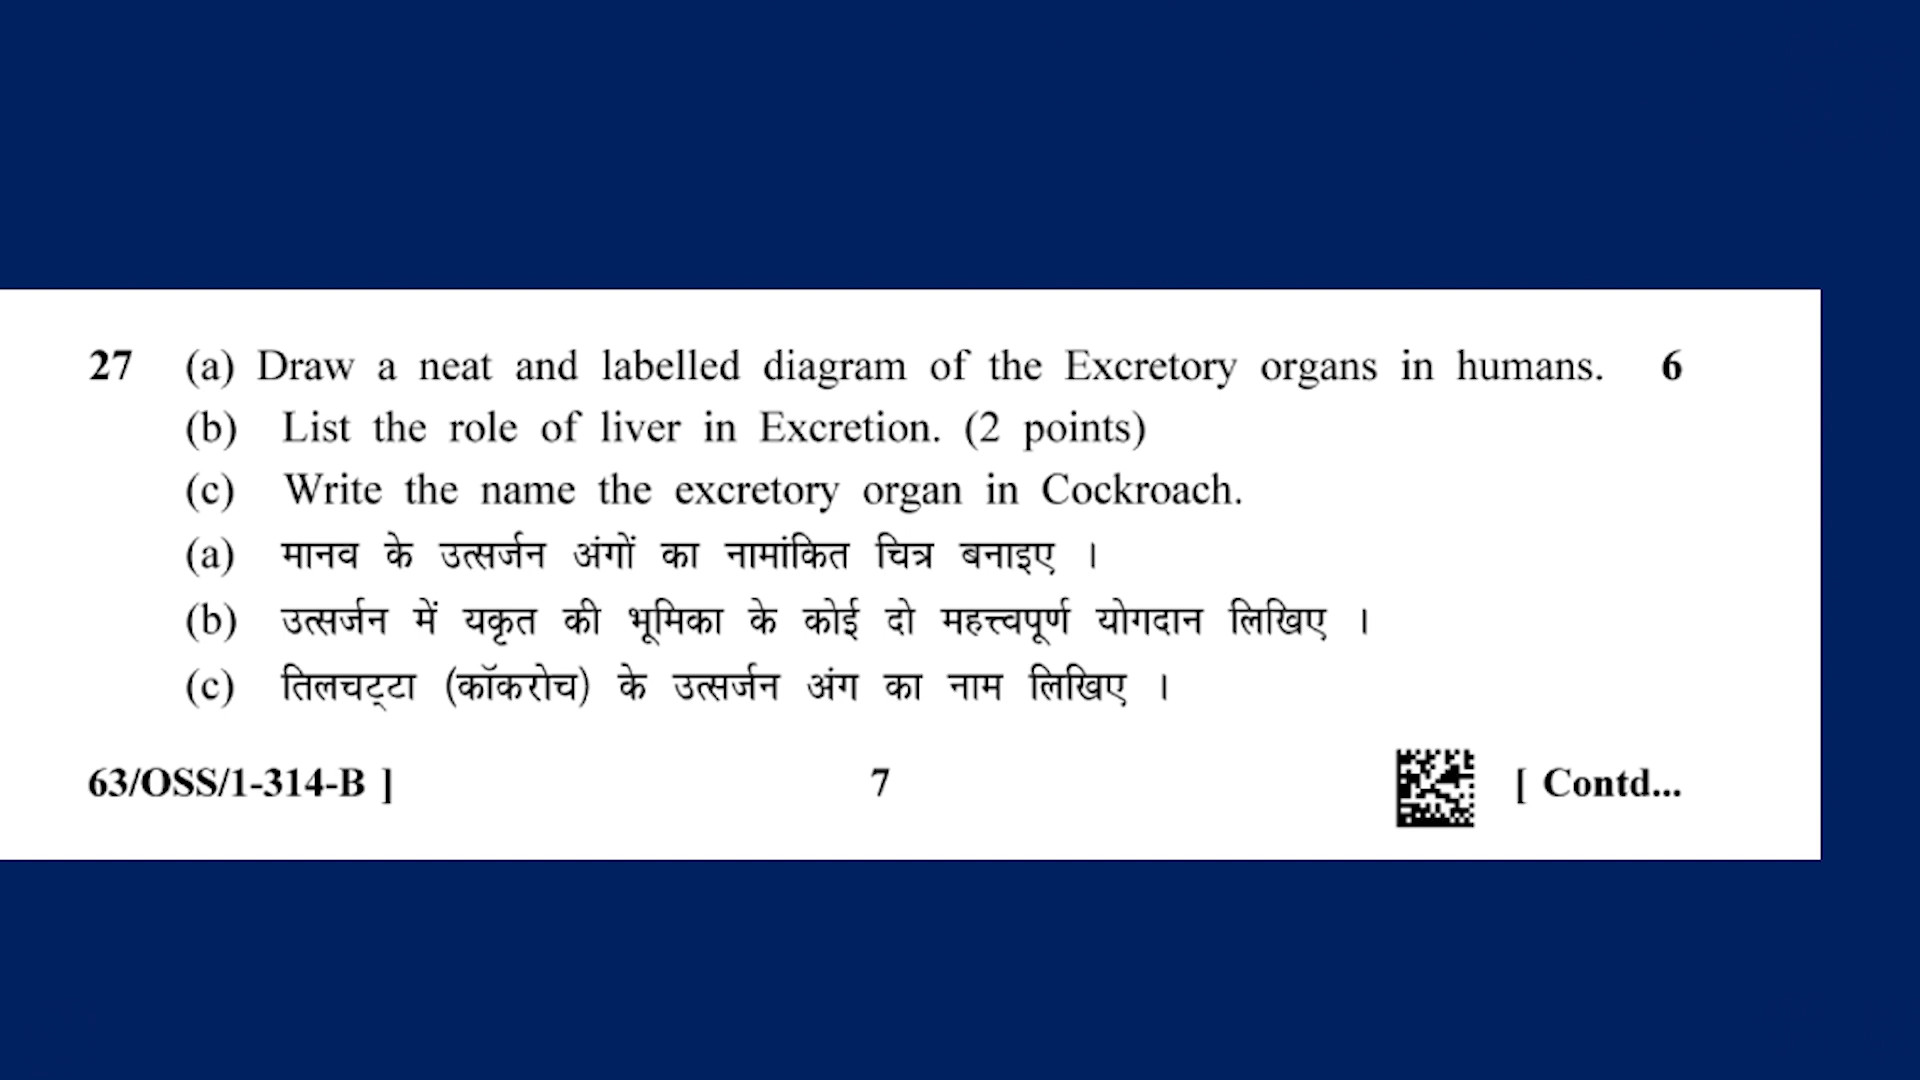 27 (a) Draw a neat and labelled diagram of the Excretory organs in humans. 6
(b) List the role of liver in Excretion. (2 points)
(c) Write the name the excretory organ in Cockroach.
(a) मानव के उत्सर्जन अंगों का नामांकित चित्र बनाइए ।
(b) उत्सर्जन में यकृत की भूमिका के कोई दो महत्त्वपूर्ण योगदान लिखिए ।
(c) तिलचट्टा (कॉकरोच) के उत्सर्जन अंग का नाम लिखिए ।
63/OSS/1-314-B ] 7 [ Contd...